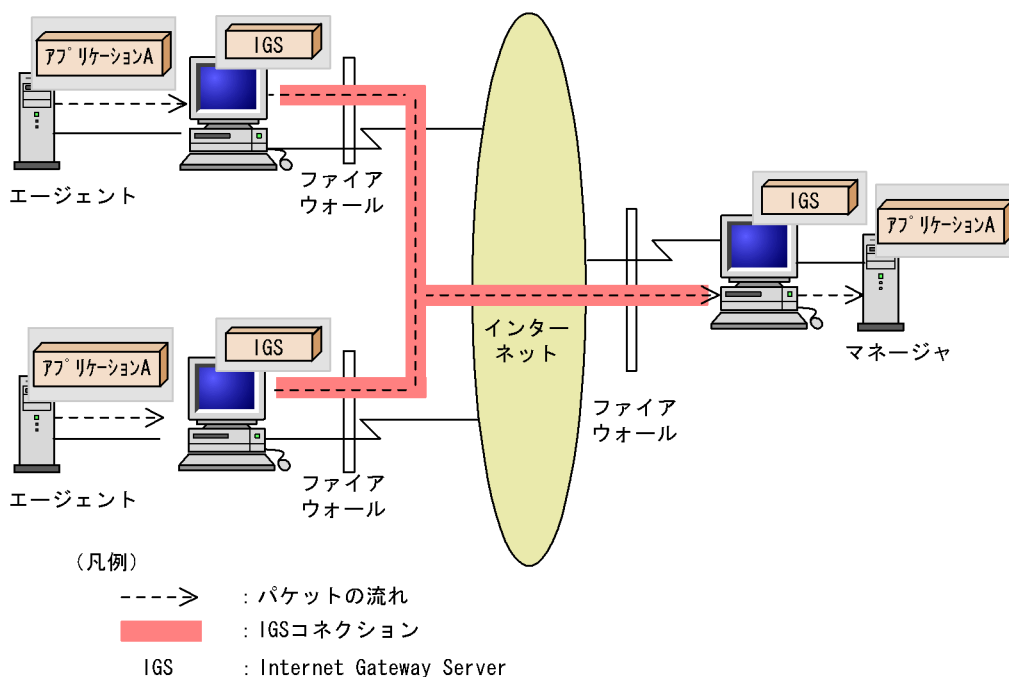 アプリケーションA
IGS
エージェント
ファイア
ウォール
IGS
アプリケーションA
マネージャ
インター
ネット
ファイア
ウォール
アプリケーションA
IGS
エージェント
ファイア
ウォール
(凡例)
:パケットの流れ
:IGSコネクション
IGS :Internet Gateway Server